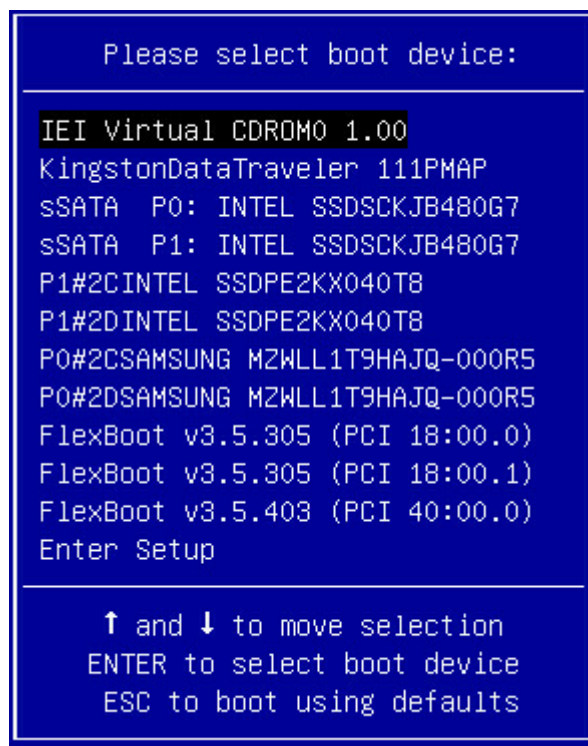 Please select boot device:
IEI Virtual CDROM0 1.00
KingstonDataTraveler 111PMAP
sSATA P0: INTEL SSDSCKJB480G7
sSATA P1: INTEL SSDSCKJB480G7
P1#2CINTEL SSDPE2KX040T8
P1#2DINTEL SSDPE2KX040T8
P0#2CSAMSUNG MZWLL1T9HAJQ-000R5
P0#2DSAMSUNG MZWLL1T9HAJQ-000R5
FlexBoot v3.5.305 (PCI 18:00.0)
FlexBoot v3.5.305 (PCI 18:00.1)
FlexBoot v3.5.403 (PCI 40:00.0)
Enter Setup
↑ and ↓ to move selection
ENTER to select boot device
ESC to boot using defaults